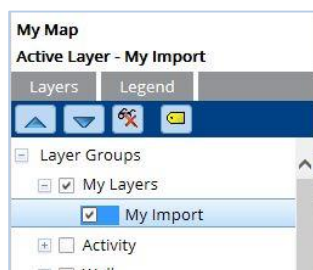 My Map
Active Layer - My Import
Layers Legend
Layer Groups
My Layers
My Import
Activity